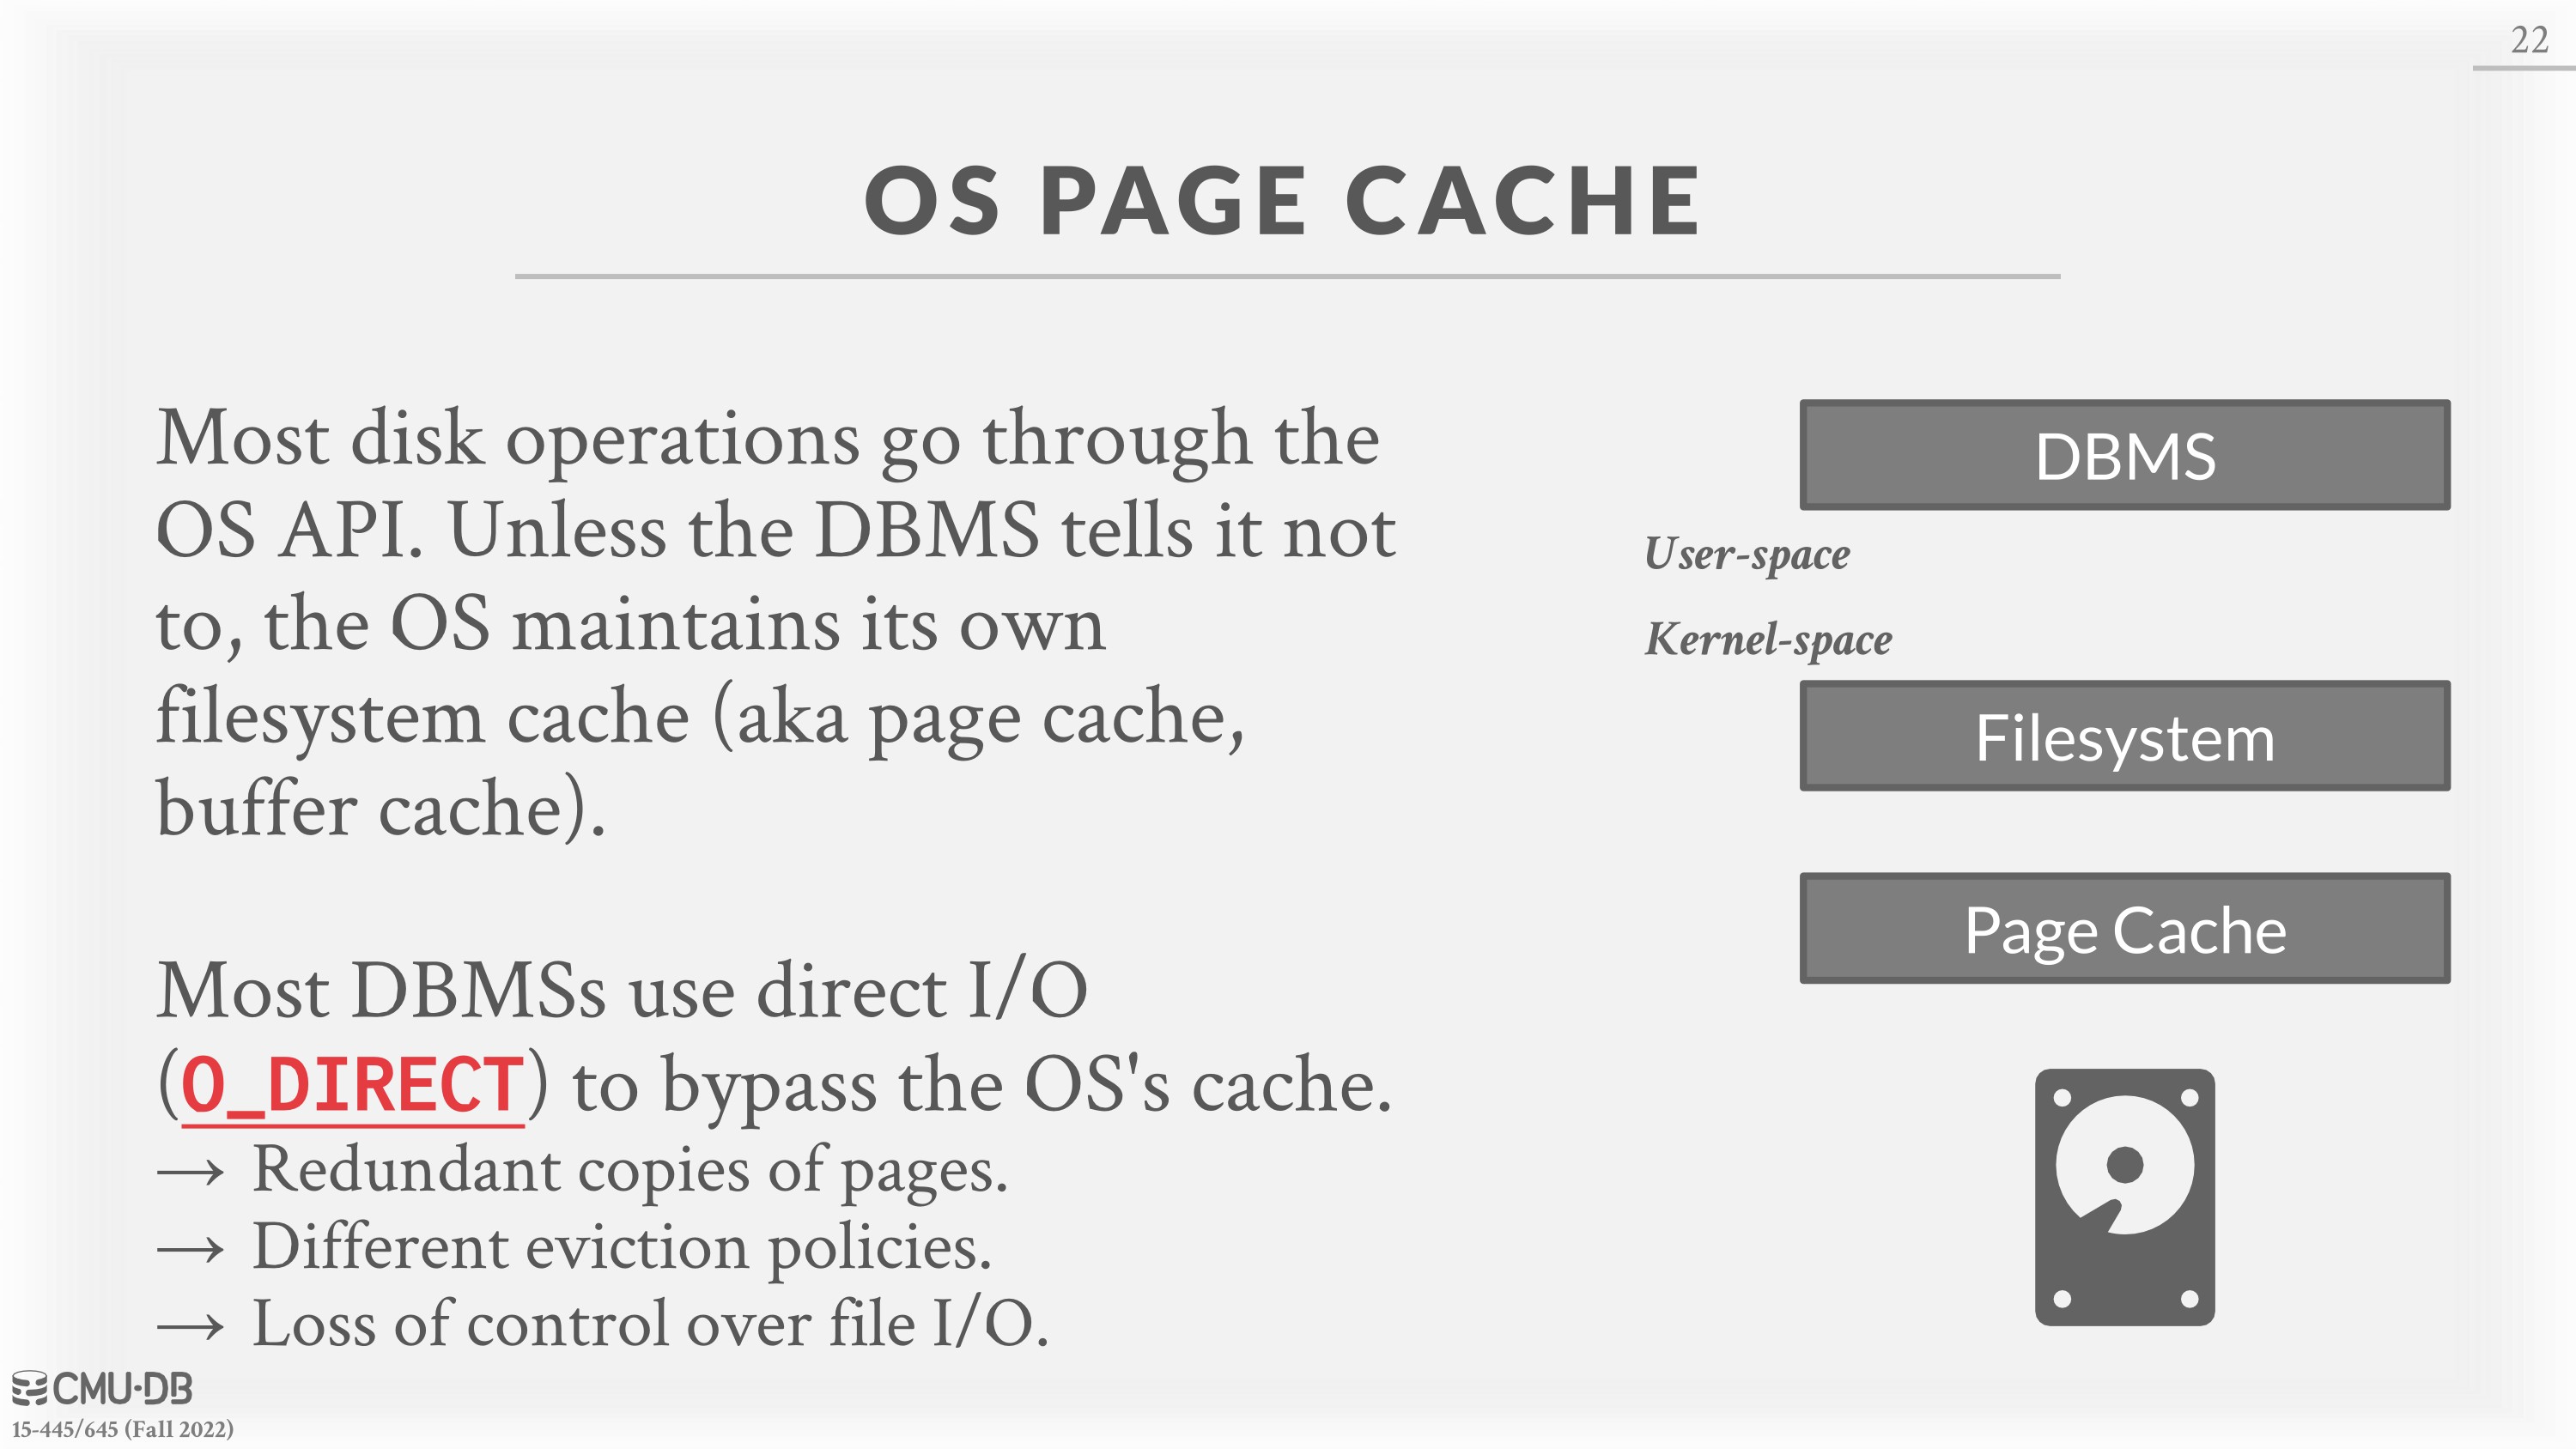 22
OS PAGE CACHE
Most disk operations go through the
OS API. Unless the DBMS tells it not
to, the OS maintains its own
filesystem cache (aka page cache,
buffer cache).
Most DBMSs use direct I/O
(O_DIRECT) to bypass the OS's cache.
→ Redundant copies of pages.
→ Different eviction policies.
→ Loss of control over file I/O.
DBMS
User-space
Kernel-space
Filesystem
Page Cache
CMU·DB
15-445/645 (Fall 2022)